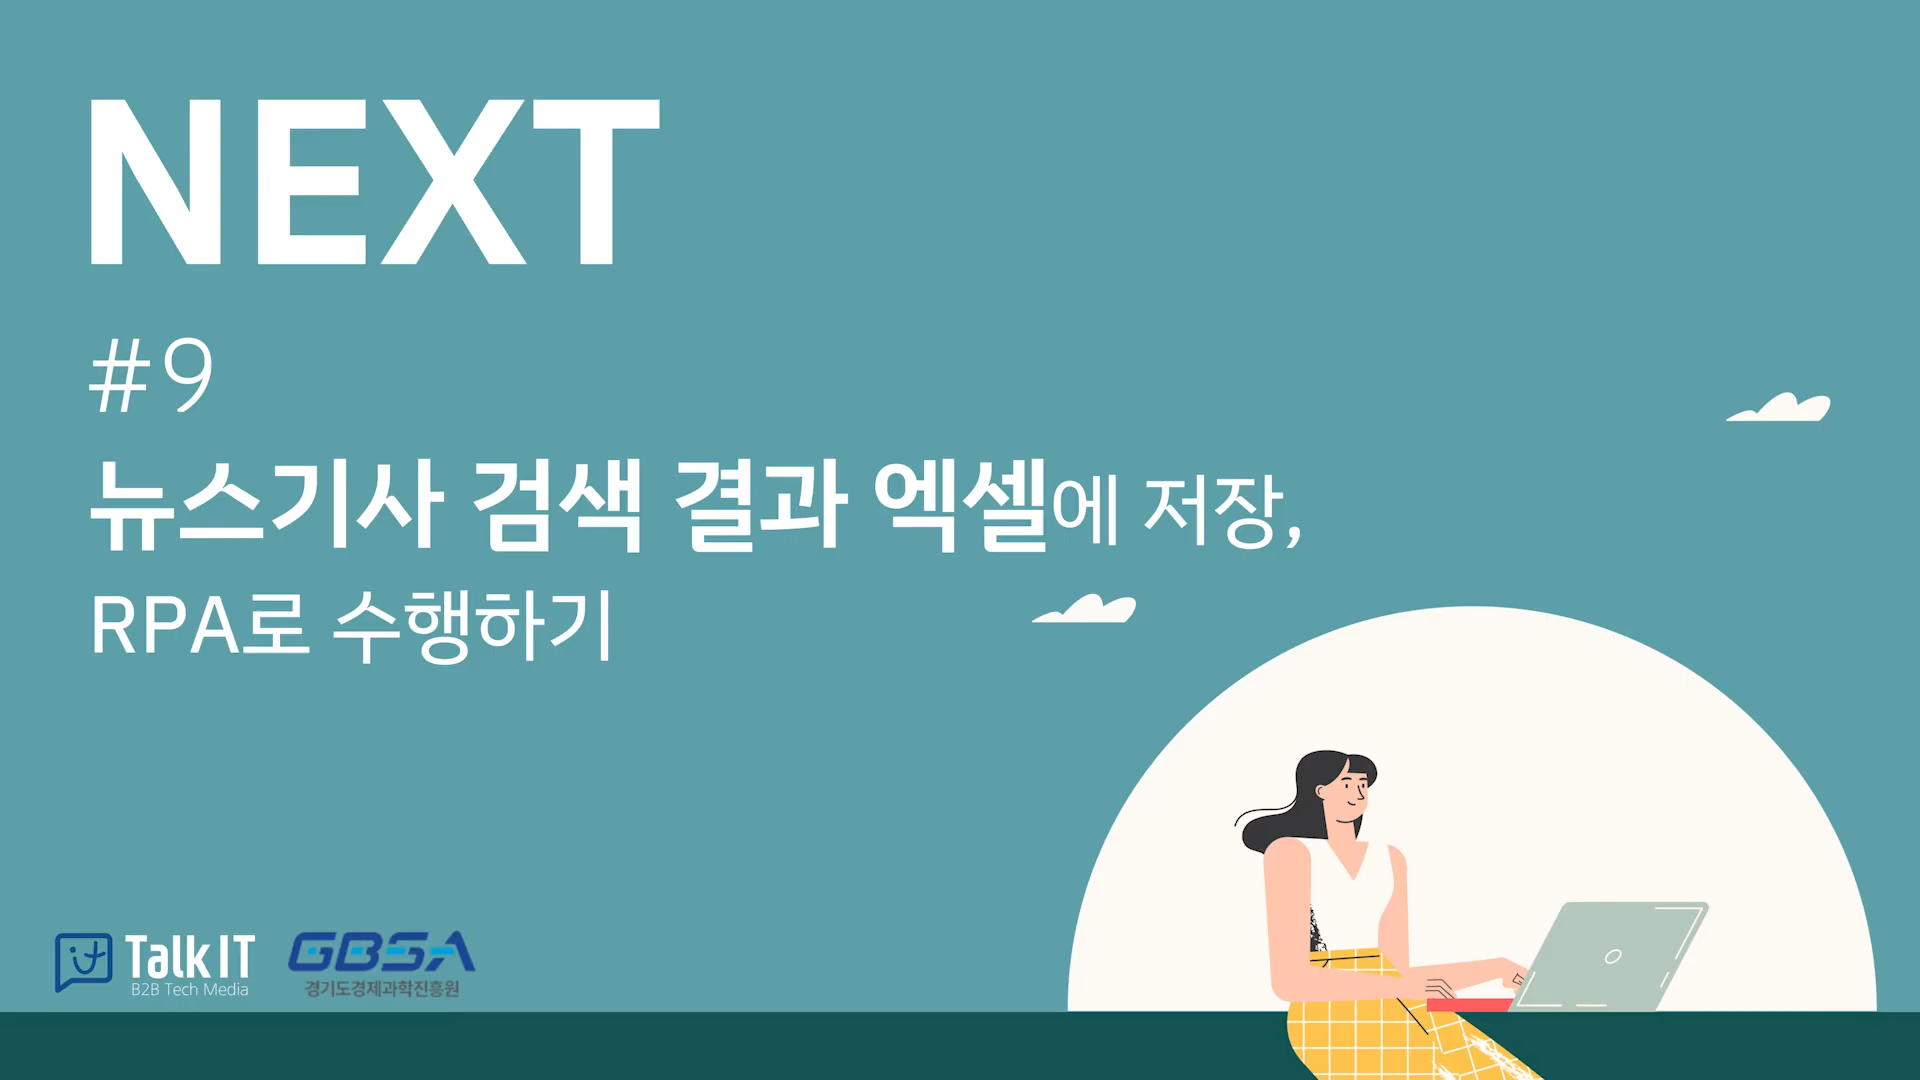 NEXT
#9
뉴스기사 검색 결과 엑셀에 저장,
RPA로 수행하기
it TalkIT
B2B Tech Media
GBSA
경기도경제과학진흥원